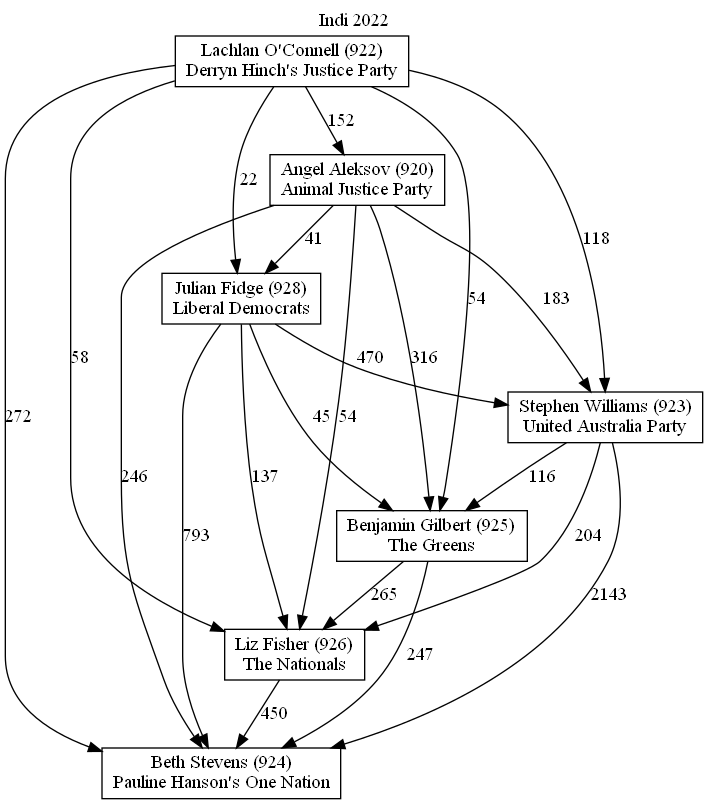 Indi 2022
Lachlan O'Connell (922)
Derryn Hinch's Justice Party
152
Angel Aleksov (920)
Animal Justice Party
22
41
118
54
183
Julian Fidge (928)
Liberal Democrats
58
470
316
272
45
54
Stephen Williams (923)
United Australia Party
246
137
116
793
Benjamin Gilbert (925)
The Greens
204
265
2143
Liz Fisher (926)
The Nationals
247
450
Beth Stevens (924)
Pauline Hanson's One Nation